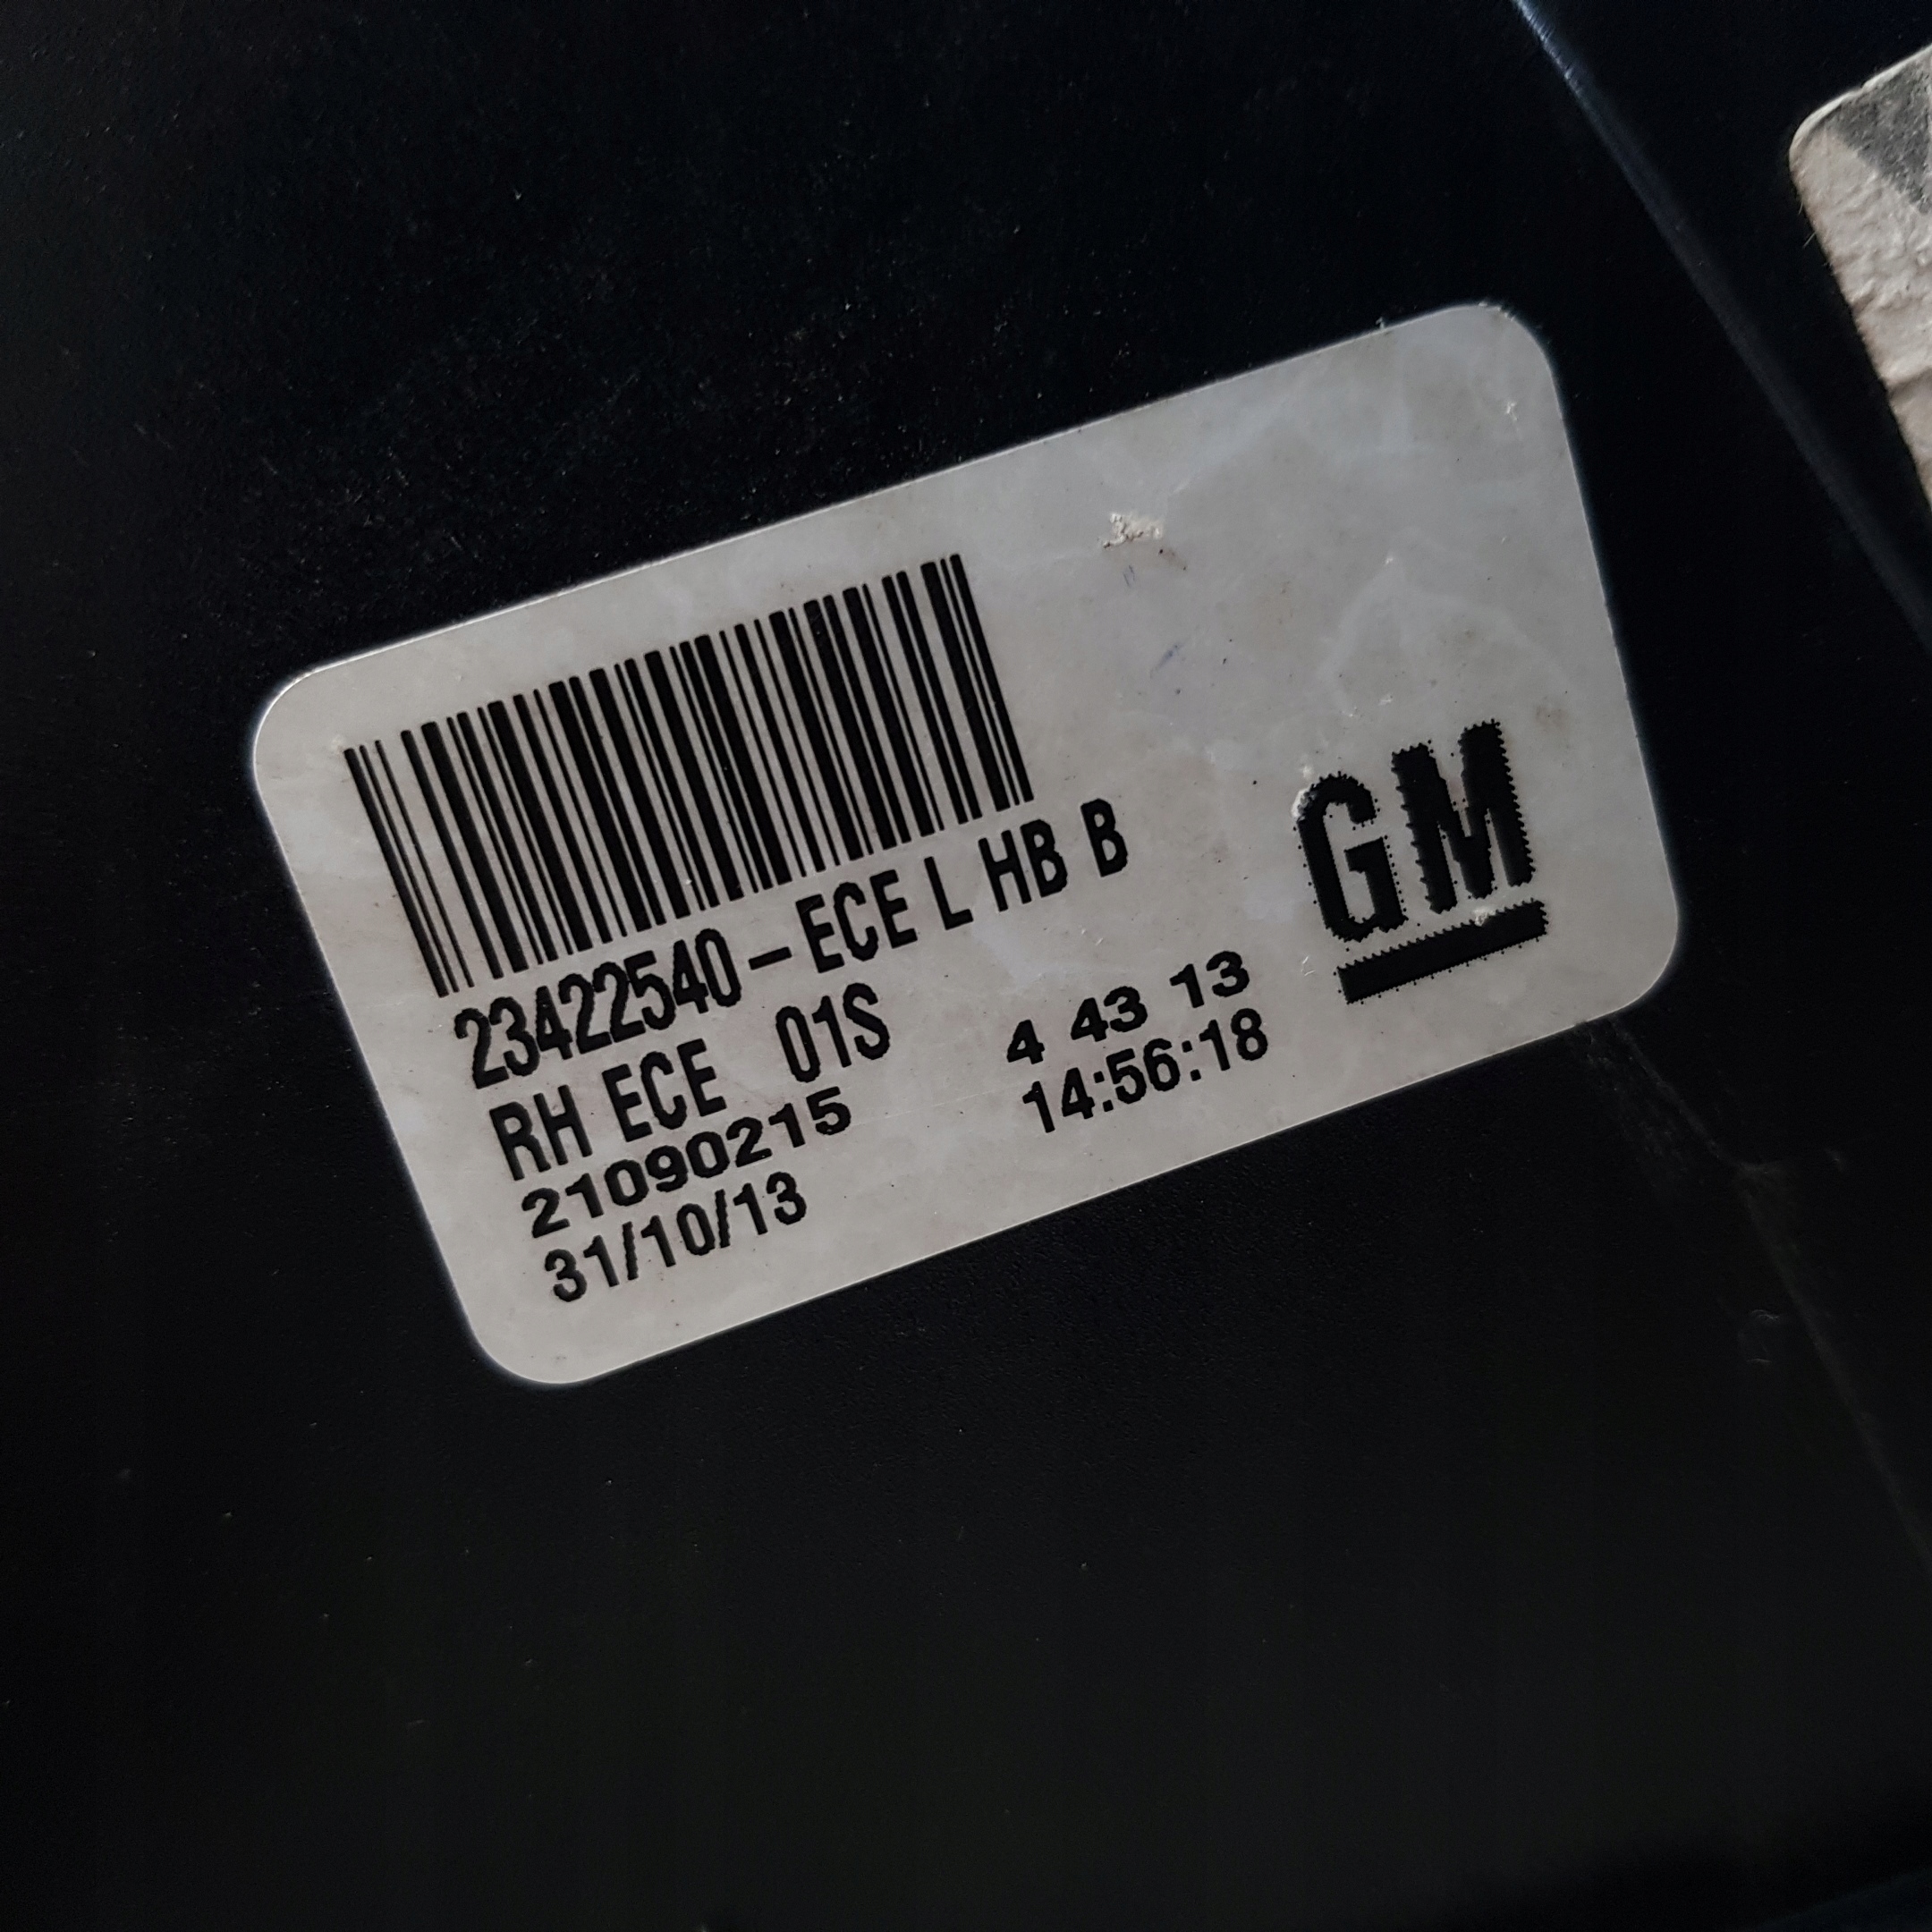 23422540-ECE L HB B
RH ECE 01S
21090215 4 43 13
31/10/13 14:56:18
GM